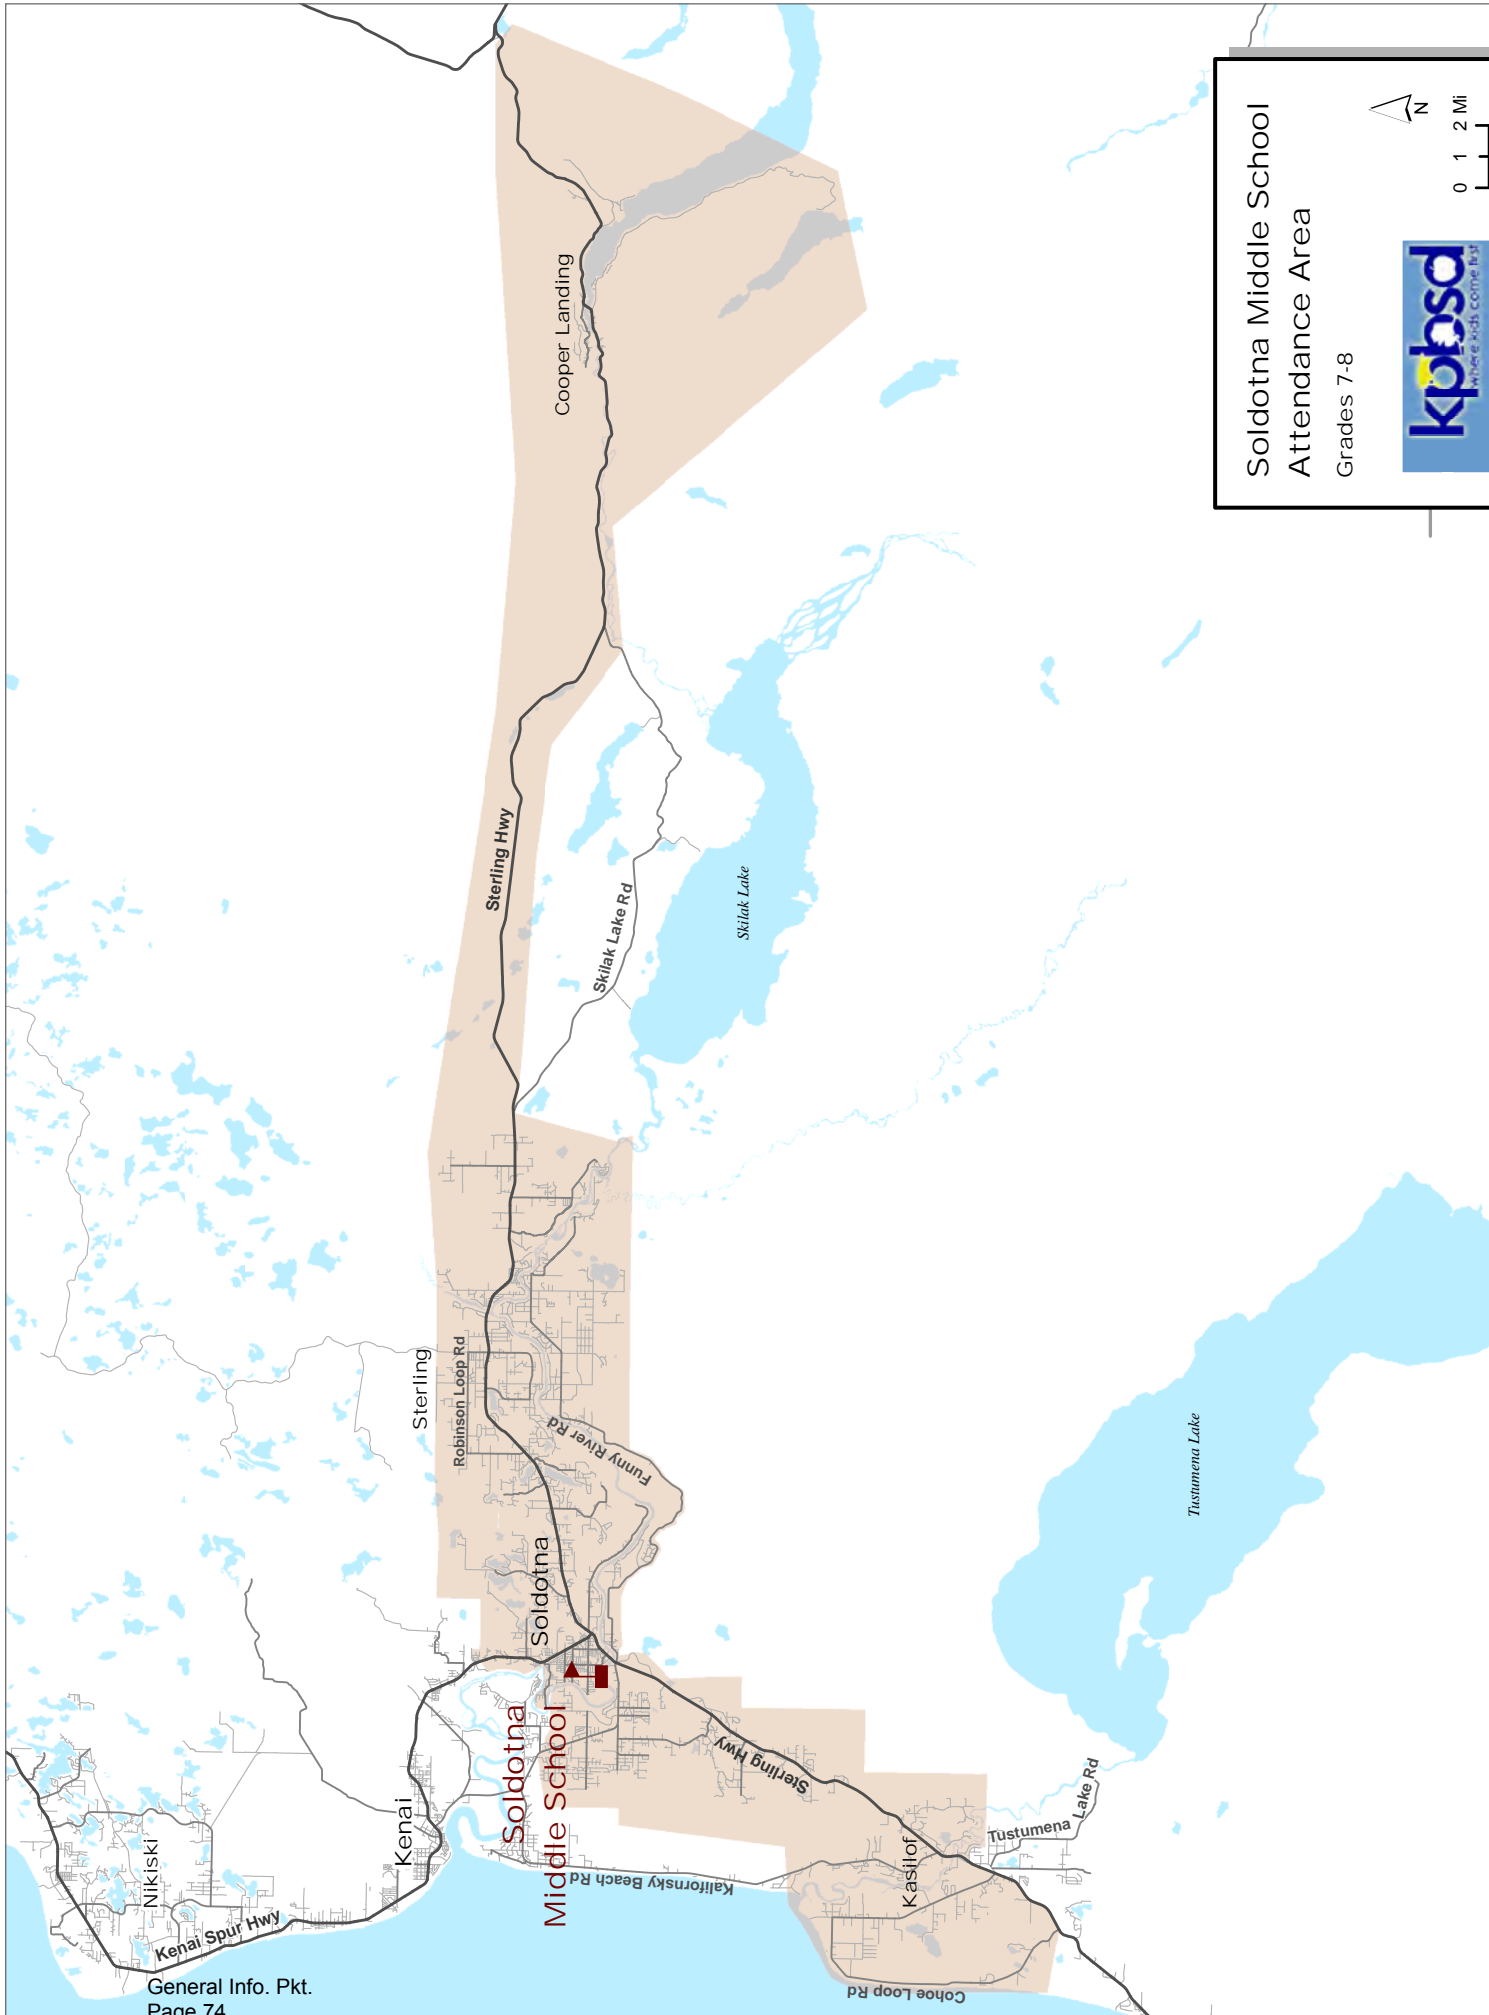 Soldotna Middle School
Attendance Area
Grades 7-8
N
0 1 2 Mi
kpbsd
where kids come first
Cooper Landing
Sterling Hwy
Skilak Lake Rd
Skilak Lake
Sterling
Robinson Loop Rd
Funny River Rd
Soldotna
Soldotna
Middle School
Sterling Hwy
Tustumena Lake
Tustumena Lake Rd
Kasilof
Kalifornsky Beach Rd
Cohoe Loop Rd
Kenai
Nikiski
Kenai Spur Hwy
General Info. Pkt.
Page 74